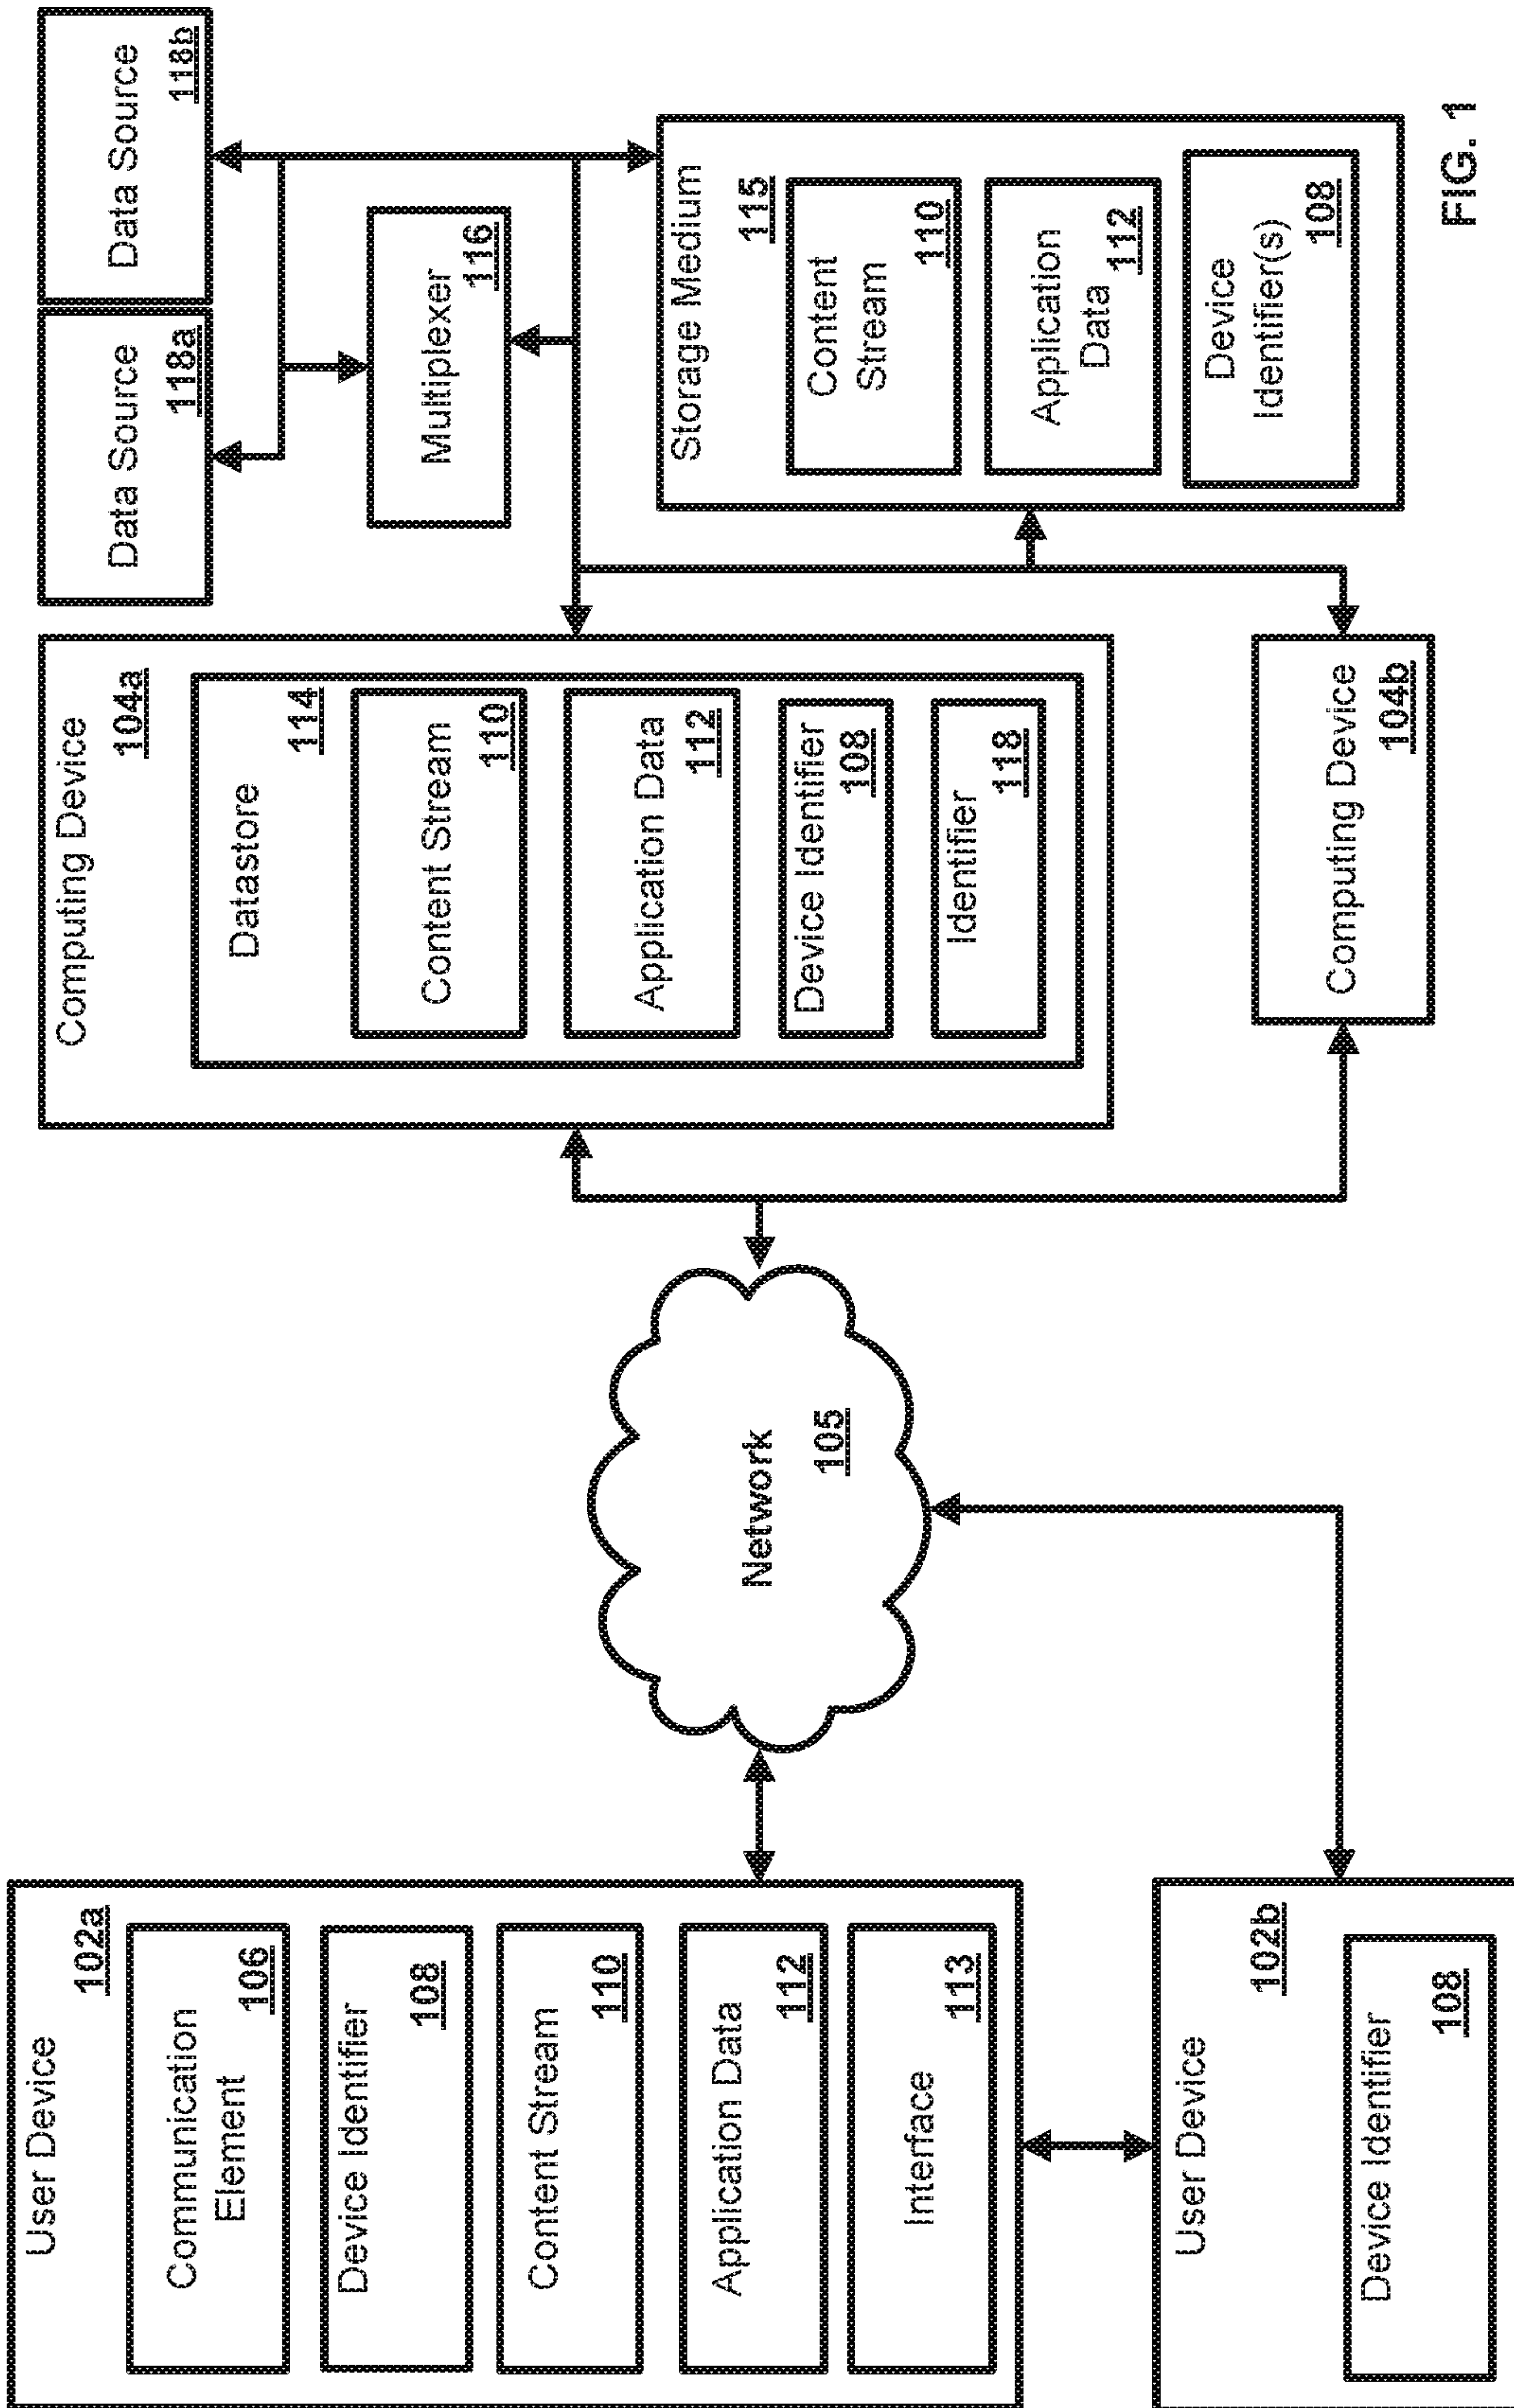 User Device
102a
Communication
Element
106
Device Identifier
108
Content Stream
110
Application Data
112
Interface
113
User Device
102b
Device Identifier
108
Network
105
Computing Device
104a
Datastore
114
Content Stream
110
Application Data
112
Device Identifier
108
Identifier
118
Computing Device
104b
Data Source
118a
Data Source
118b
Multiplexer
116
Storage Medium
115
Content
Stream
110
Application
Data
112
Device
Identifier(s)
108
FIG. 1